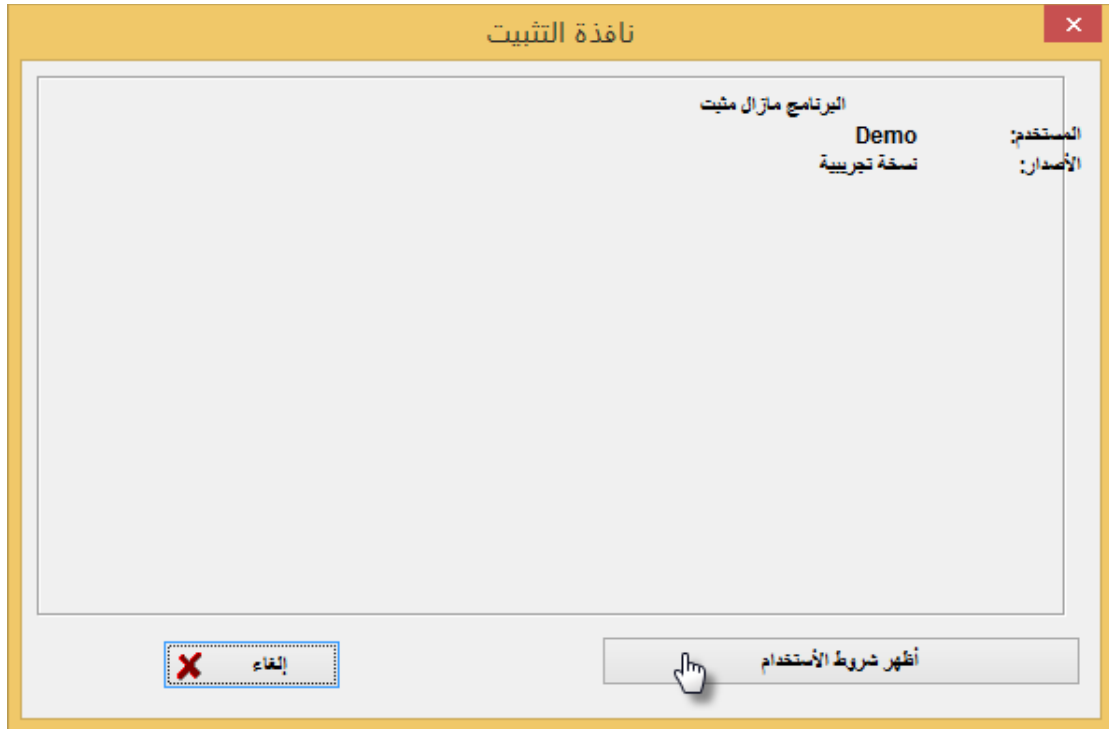 نافذة التثبيت
البرنامج مازال مثبت
المستخدم: Demo
الأصدار: نسخة تجريبية
أظهر شروط الأستخدام
إلغاء